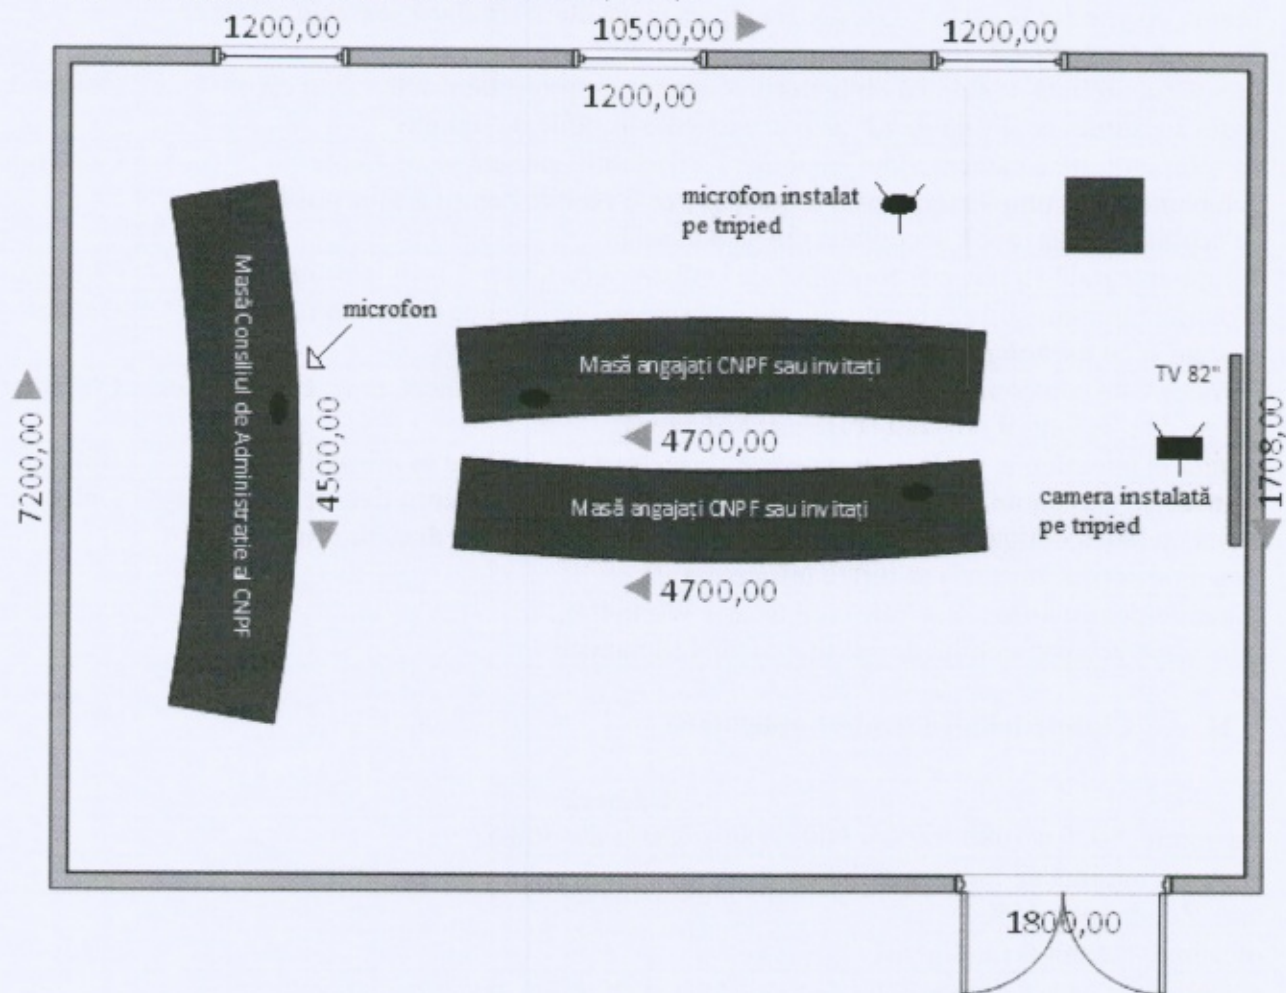 1200,00
10500,00
1200,00
1200,00
microfon instalat
pe tripied
microfon
Masă Consiliul de Administrație al CNPF
Masă angajați CNPF sau invitați
TV 82"
7200,00
4500,00
4700,00
1708,00
Masă angajați CNPF sau invitați
camera instalată
pe tripied
4700,00
1800,00